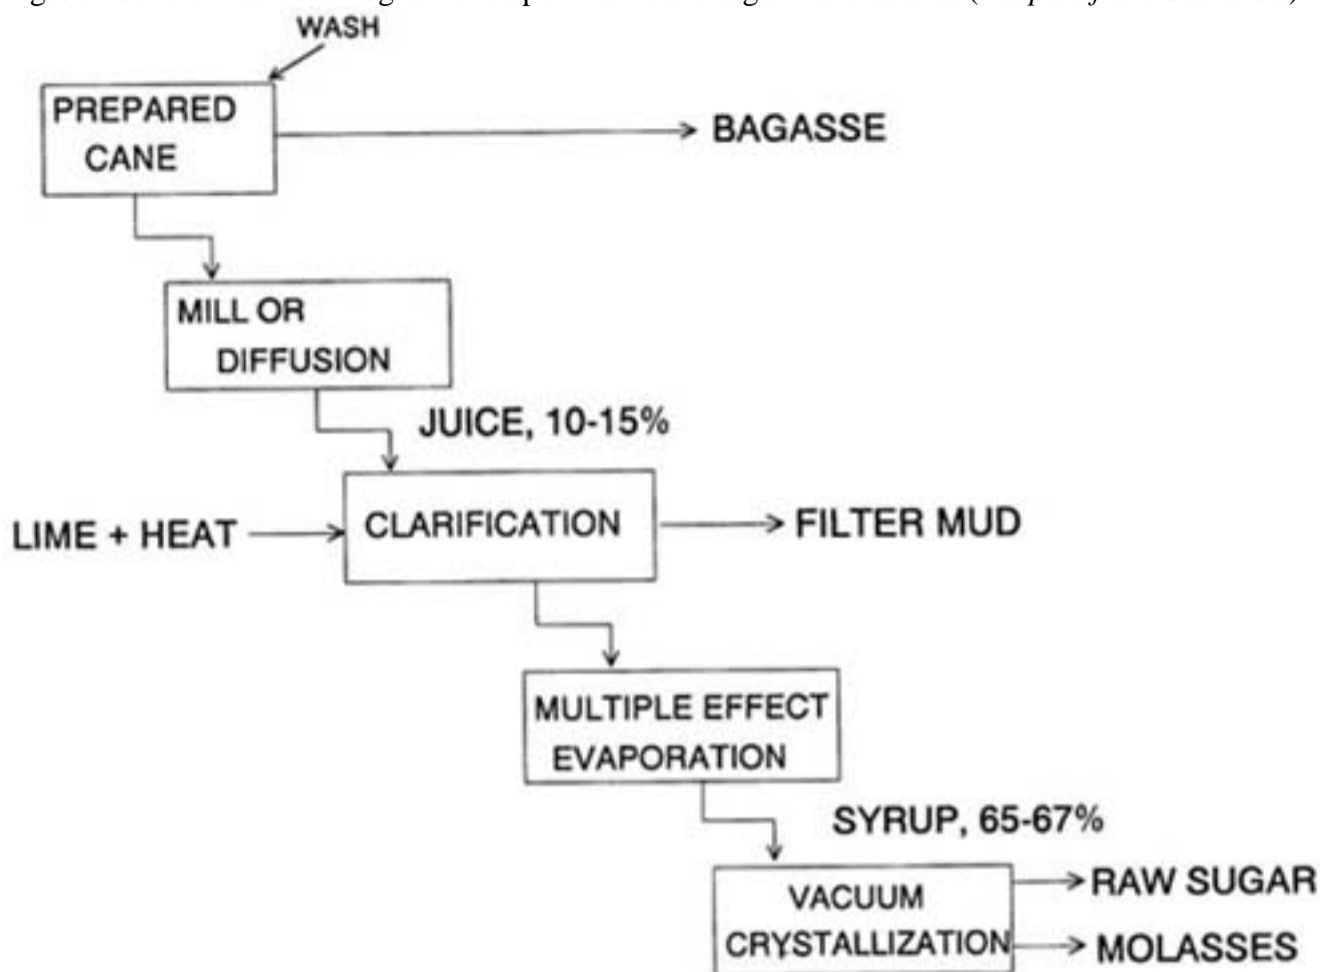 WASH
PREPARED
CANE
BAGASSE
MILL OR
DIFFUSION
JUICE, 10-15%
LIME + HEAT
CLARIFICATION
FILTER MUD
MULTIPLE EFFECT
EVAPORATION
SYRUP, 65-67%
VACUUM
CRYSTALLIZATION
RAW SUGAR
MOLASSES